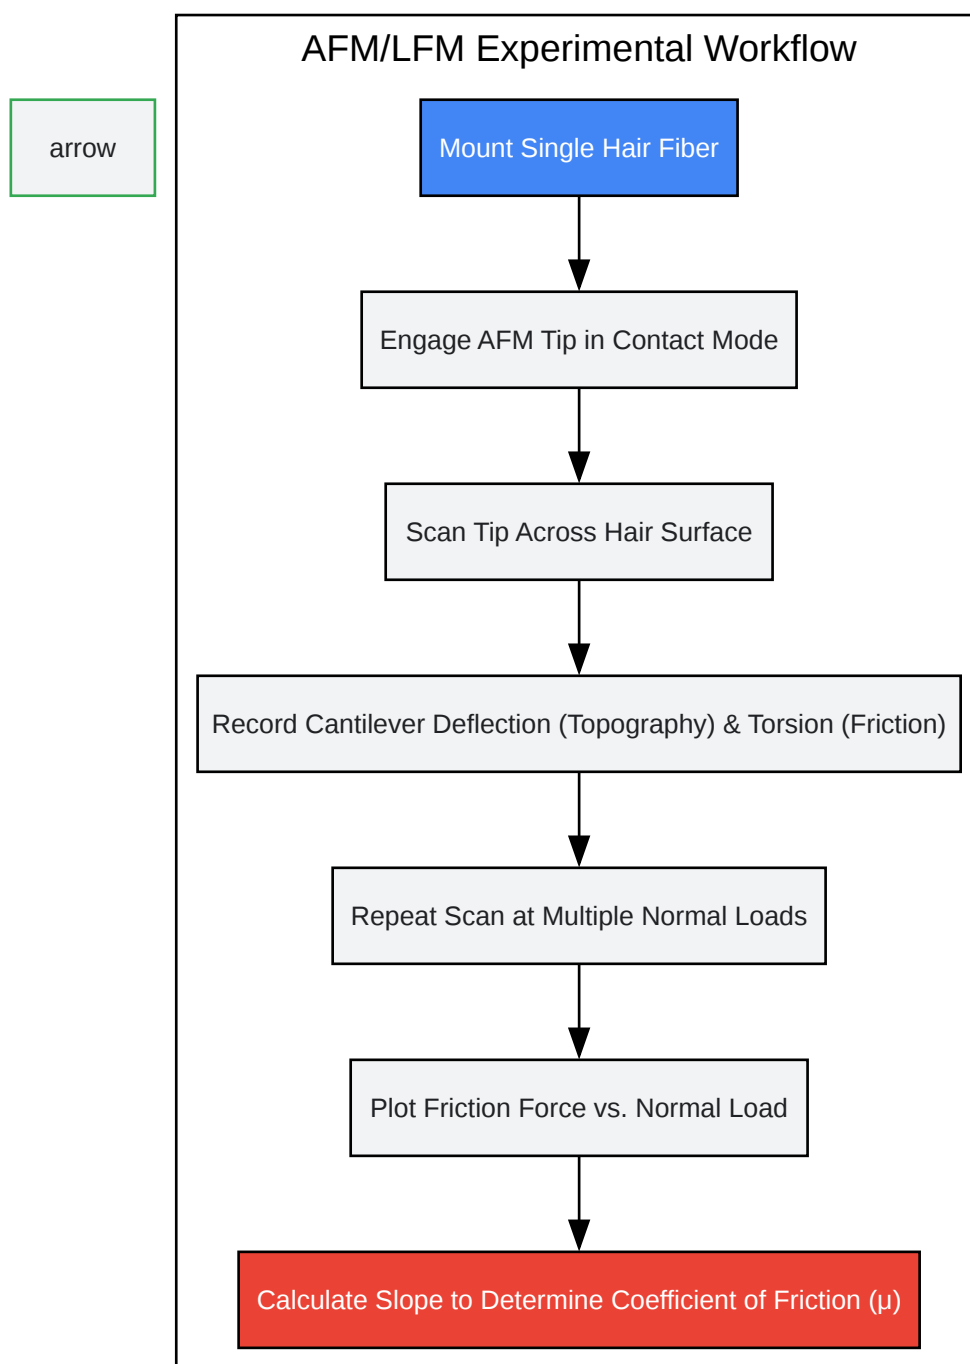 AFM/LFM Experimental Workflow
arrow
Mount Single Hair Fiber
Engage AFM Tip in Contact Mode
Scan Tip Across Hair Surface
Record Cantilever Deflection (Topography) & Torsion (Friction)
Repeat Scan at Multiple Normal Loads
Plot Friction Force vs. Normal Load
Calculate Slope to Determine Coefficient of Friction (μ)